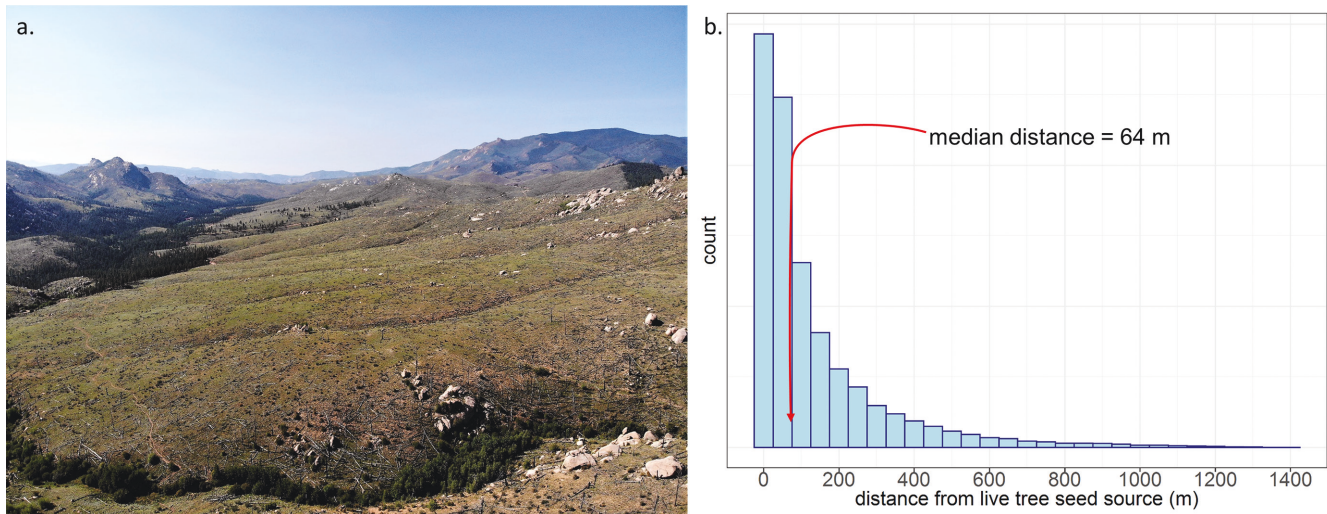 a.
b.
median distance = 64 m
count
0 200 400 600 800 1000 1200 1400
distance from live tree seed source (m)